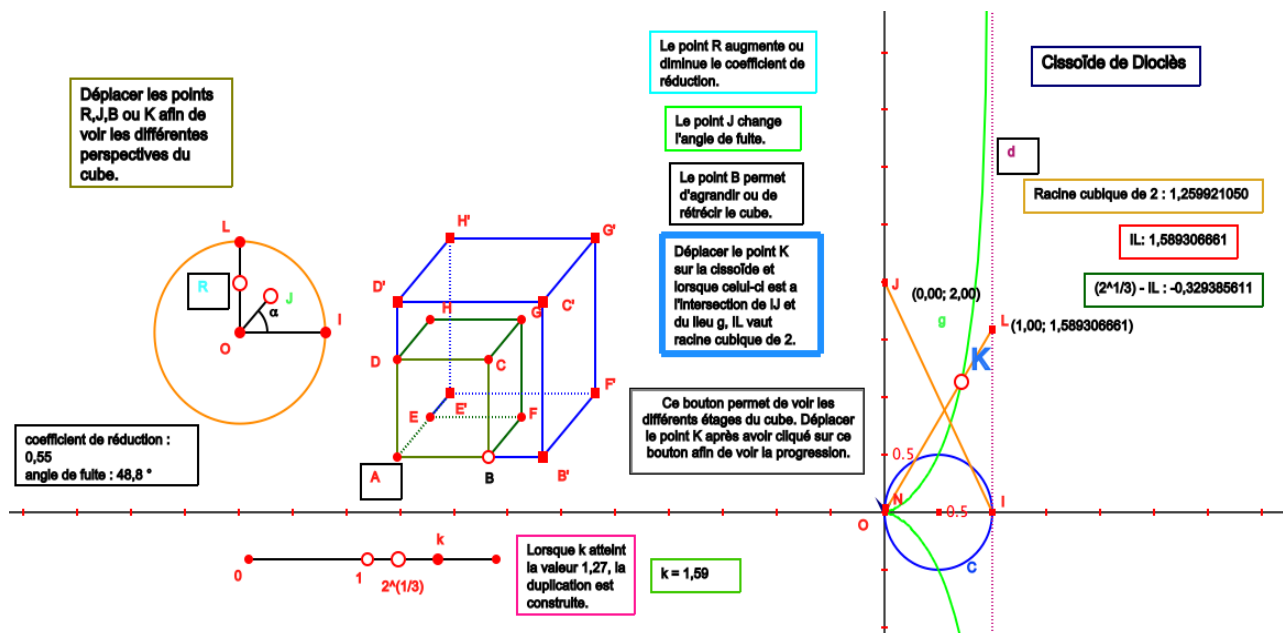 Déplacer les points
R,J,B ou K afin de
voir les différentes
perspectives du
cube.
L
R
J
α
I
O
coefficient de réduction :
0,55
angle de fuite : 48,8 °
H'
G'
D'
C'
H
G
D
C
E
E'
F
F'
A
B
B'
Le point R augmente ou
diminue le coefficient de
réduction.
Le point J change
l'angle de fuite.
Le point B permet
d'agrandir ou de
rétrécir le cube.
Déplacer le point K
sur la cissoïde et
lorsque celui-ci est a
l'intersection de IJ et
du lieu g, IL vaut
racine cubique de 2.
Ce bouton permet de voir les
différents étages du cube. Déplacer
le point K après avoir cliqué sur ce
bouton afin de voir la progression.
Cissoïde de Dioclès
d
Racine cubique de 2 : 1,259921050
IL: 1,589306661
(2^1/3) - IL : -0,329385611
J
(0,00; 2,00)
g
L
(1,00; 1,589306661)
K
0.5
N
I
O
0.5
C
k
0
1
2^(1/3)
Lorsque k atteint
la valeur 1,27, la
duplication est
construite.
k = 1,59